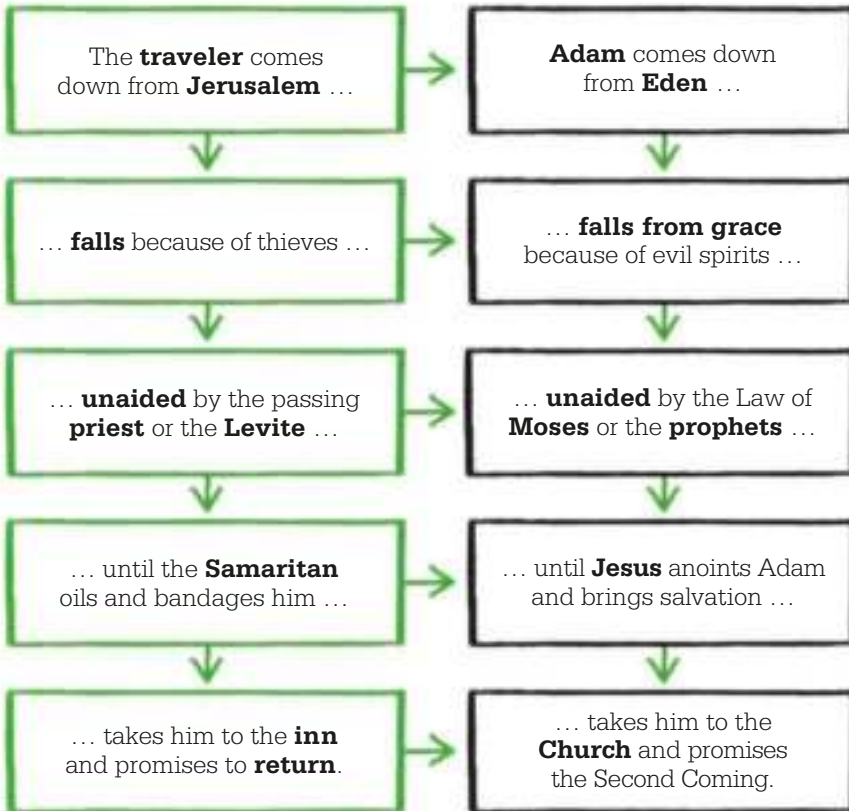 The traveler comes
down from Jerusalem …
Adam comes down
from Eden …
… falls because of thieves …
… falls from grace
because of evil spirits …
… unaided by the passing
priest or the Levite …
… unaided by the Law of
Moses or the prophets …
… until the Samaritan
oils and bandages him …
… until Jesus anoints Adam
and brings salvation …
… takes him to the inn
and promises to return.
… takes him to the
Church and promises
the Second Coming.